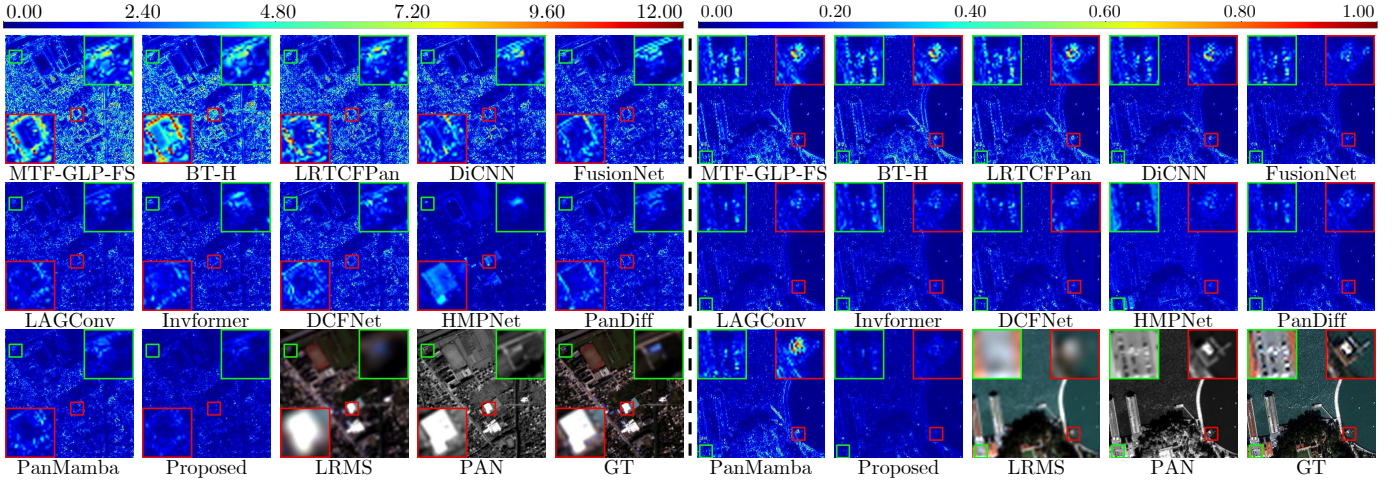 0.00 2.40 4.80 7.20 9.60 12.00 0.00 0.20 0.40 0.60 0.80 1.00
MTF-GLP-FS BT-H LRTCFPan DiCNN FusionNet MTF-GLP-FS BT-H LRTCFPan DiCNN FusionNet
LAGConv Invformer DCFNet HMPNet PanDiff LAGConv Invformer DCFNet HMPNet PanDiff
PanMamba Proposed LRMS PAN GT PanMamba Proposed LRMS PAN GT